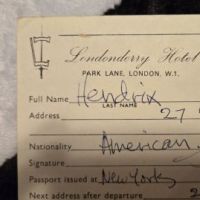 Londonderry Hotel
PARK LANE, LONDON, W.1.
Full Name Hendrix
LAST NAME
Address 27
Nationality American.
Signature
Passport issued at New York
Next address after departure